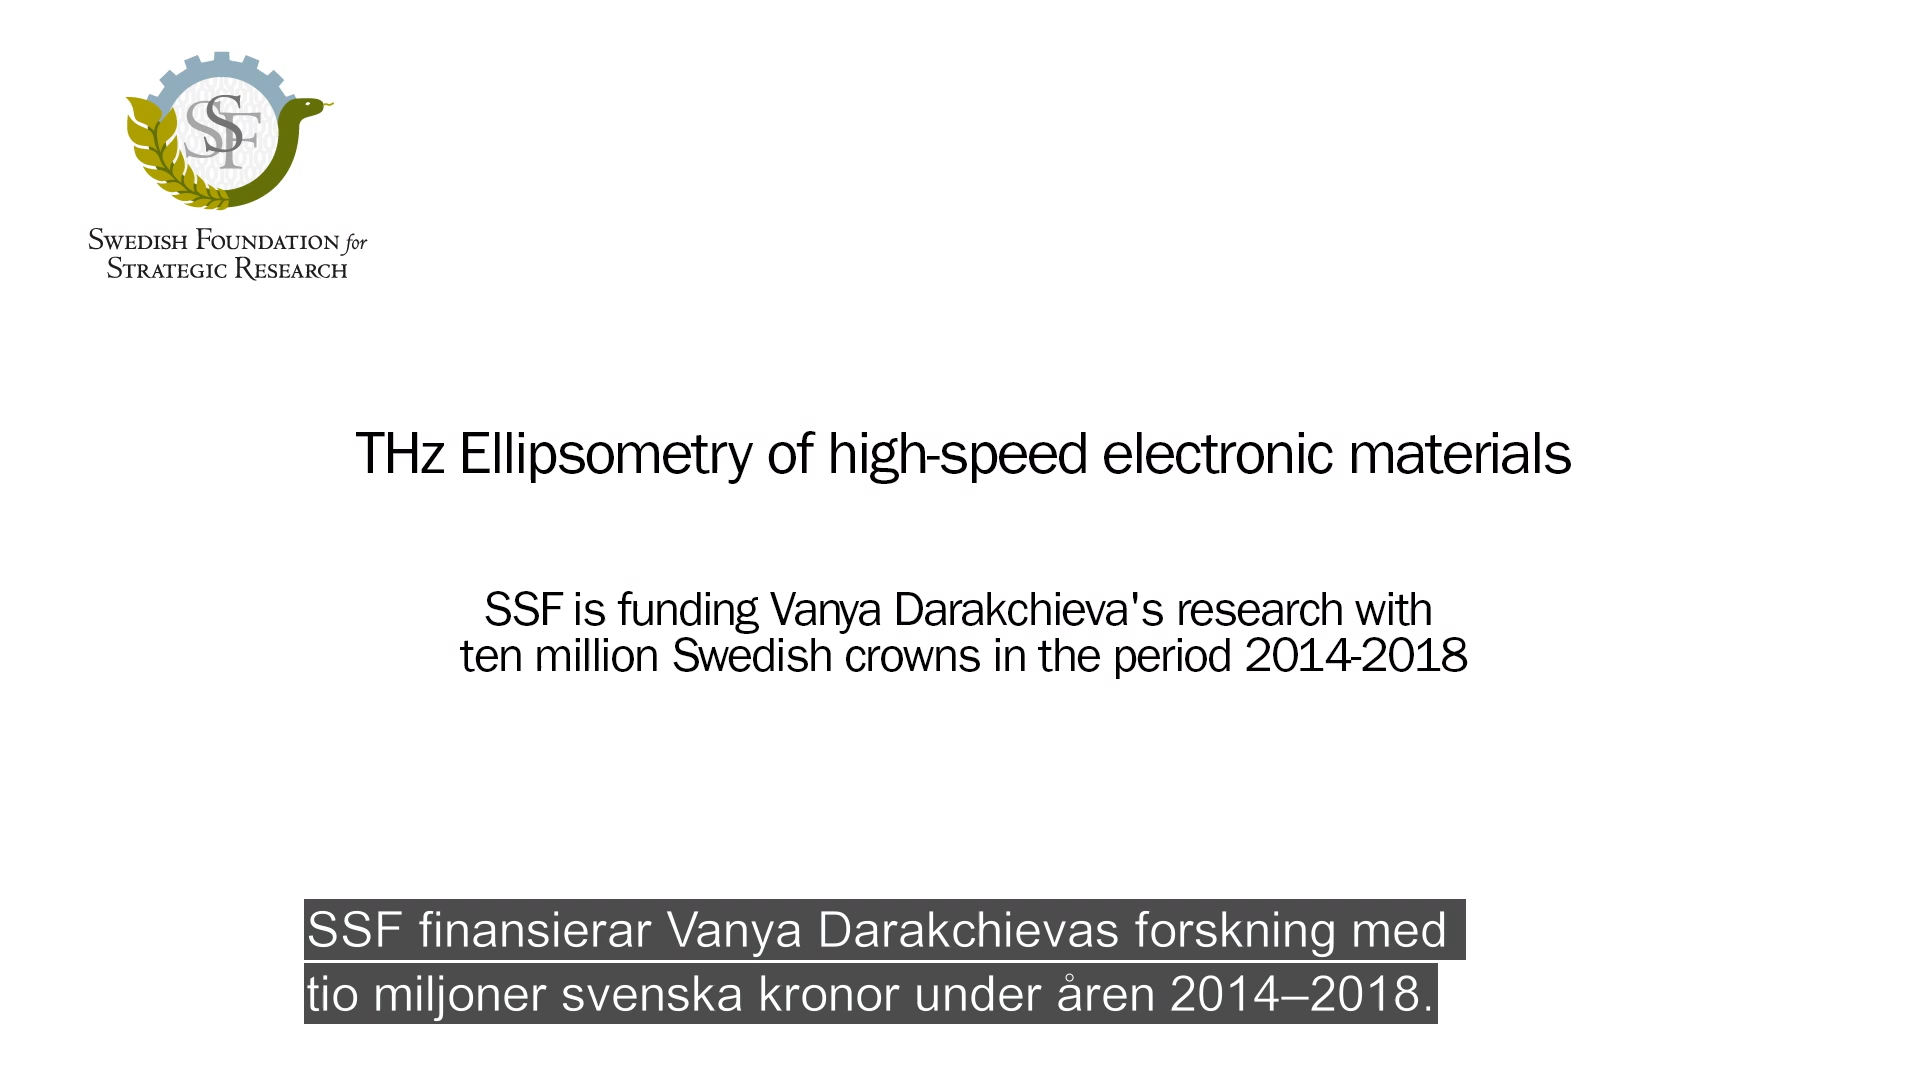 SSF
SWEDISH FOUNDATION for
STRATEGIC RESEARCH
THz Ellipsometry of high-speed electronic materials
SSF is funding Vanya Darakchieva's research with
ten million Swedish crowns in the period 2014-2018
SSF finansierar Vanya Darakchievas forskning med
tio miljoner svenska kronor under åren 2014–2018.